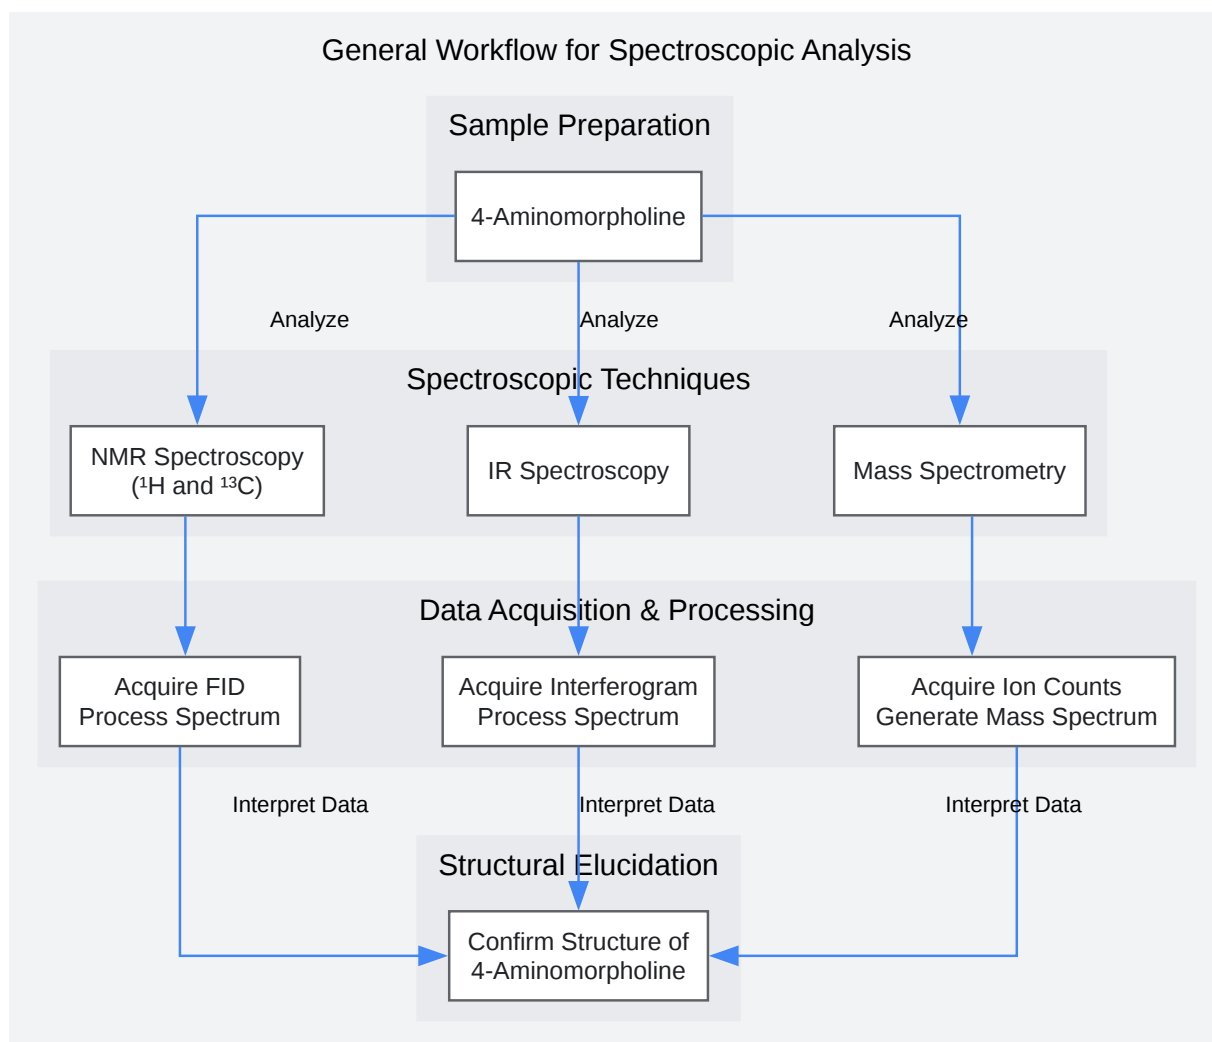 General Workflow for Spectroscopic Analysis
Sample Preparation
4-Aminomorpholine
Analyze
Analyze
Analyze
Spectroscopic Techniques
NMR Spectroscopy
(¹H and ¹³C)
IR Spectroscopy
Mass Spectrometry
Data Acquisition & Processing
Acquire FID
Process Spectrum
Acquire Interferogram
Process Spectrum
Acquire Ion Counts
Generate Mass Spectrum
Interpret Data
Interpret Data
Interpret Data
Structural Elucidation
Confirm Structure of
4-Aminomorpholine